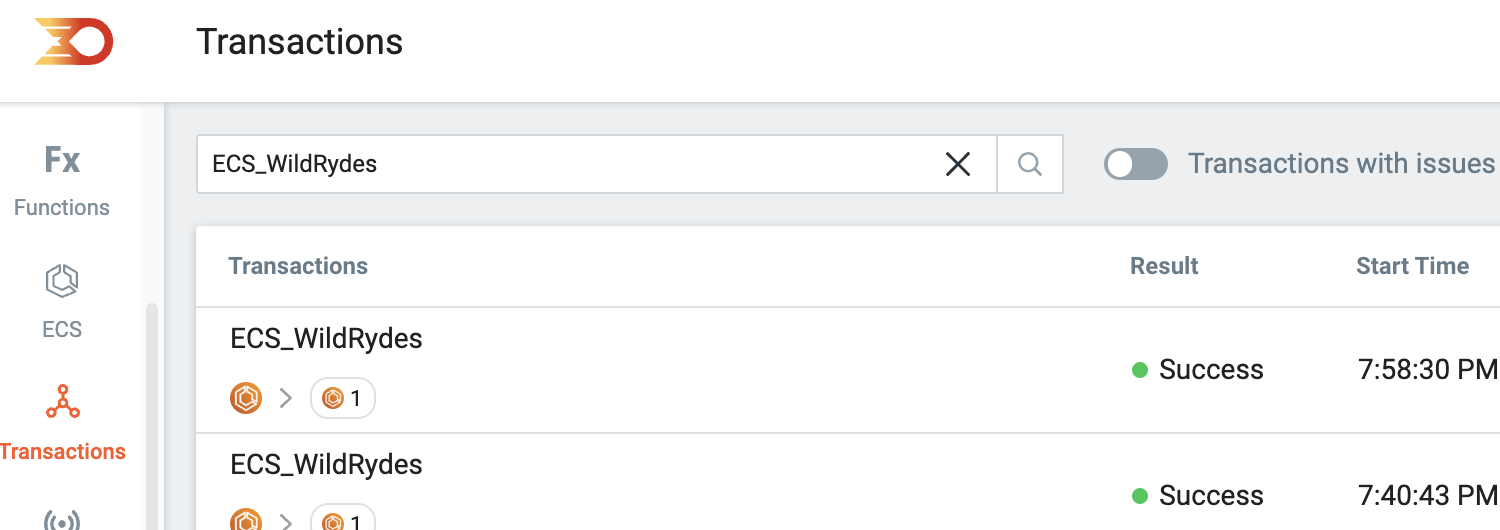 Transactions
Fx
Functions
ECS
Transactions
ECS_WildRydes
Transactions with issues
Transactions Result Start Time
ECS_WildRydes
1
Success 7:58:30 PM
ECS_WildRydes
1
Success 7:40:43 PM